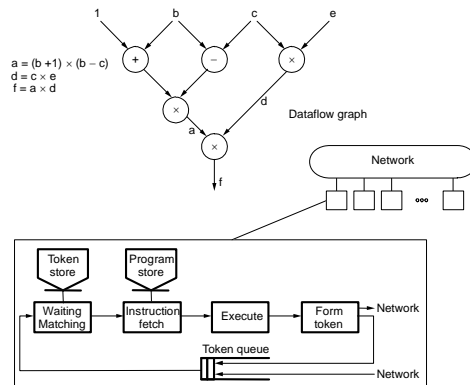 1 b c e
a = (b +1) × (b − c)
d = c × e
f = a × d
+ − ×
×
a
d
×
f
Dataflow graph
Network
Token
store
Program
store
Waiting
Matching
Instruction
fetch
Execute
Form
token
Network
Token queue
Network